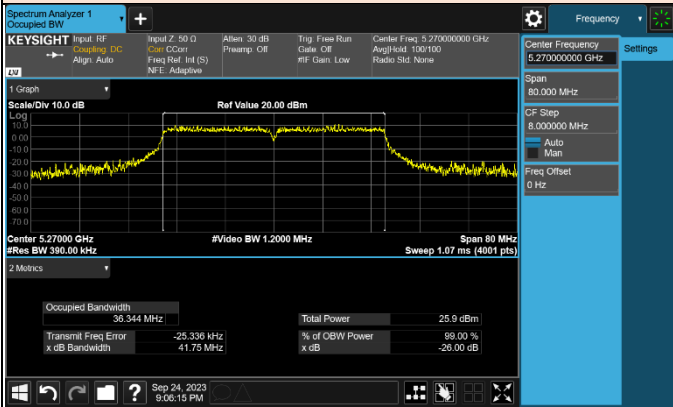 Spectrum Analyzer 1
Occupied BW
+
Frequency
KEYSIGHT Input: RF
Coupling: DC
Align: Auto
Input Z: 50 Ω
Corr CCorr
Freq Ref: Int (S)
NFE: Adaptive
Atten: 30 dB
Preamp: Off
Trig: Free Run
Gate: Off
#IF Gain: Low
Center Freq: 5.270000000 GHz
Avg|Hold: 100/100
Radio Std: None
LXI
Center Frequency
5.270000000 GHz
Settings
Span
80.000 MHz
CF Step
8.000000 MHz
Auto
Man
Freq Offset
0 Hz
1 Graph
Scale/Div 10.0 dB
Ref Value 20.00 dBm
Log
10.0
0.00
-10.0
-20.0
-30.0
-40.0
-50.0
-60.0
-70.0
Center 5.27000 GHz
#Video BW 1.2000 MHz
Span 80 MHz
#Res BW 390.00 kHz
Sweep 1.07 ms (4001 pts)
2 Metrics
Occupied Bandwidth
36.344 MHz
Total Power 25.9 dBm
Transmit Freq Error -25.336 kHz
% of OBW Power 99.00 %
x dB Bandwidth 41.75 MHz
x dB -26.00 dB
?
Sep 24, 2023
9:06:15 PM